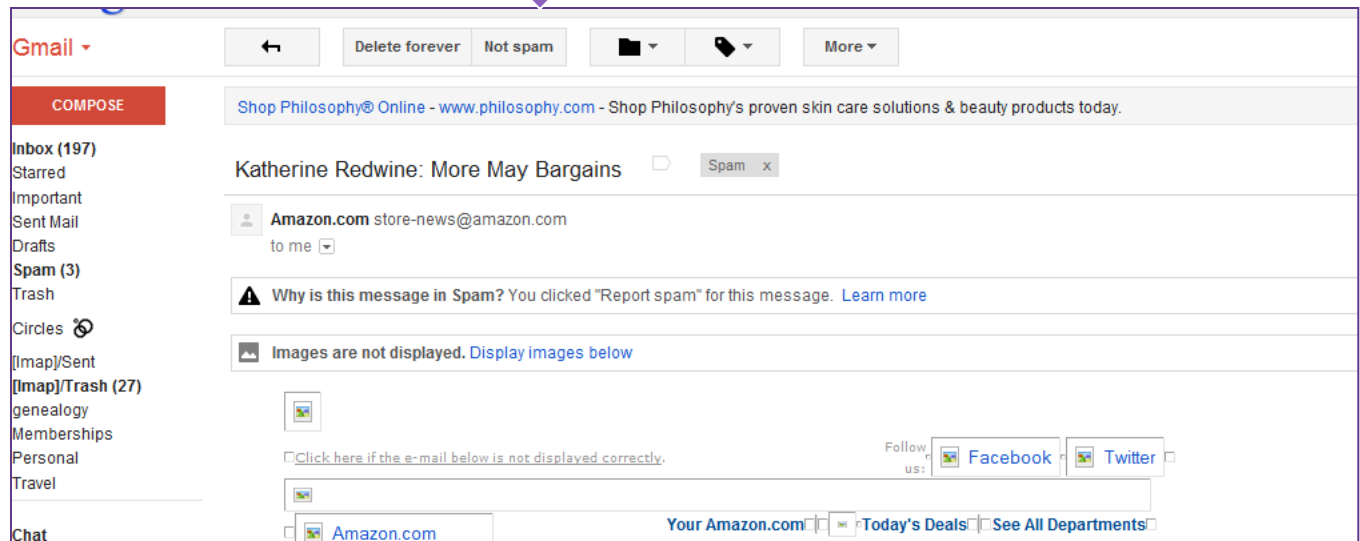 Gmail
Delete forever Not spam More
COMPOSE
Shop Philosophy® Online - www.philosophy.com - Shop Philosophy's proven skin care solutions & beauty products today.
Inbox (197)
Starred
Important
Sent Mail
Drafts
Spam (3)
Trash
Circles
[Imap]/Sent
[Imap]/Trash (27)
genealogy
Memberships
Personal
Travel
Chat
Katherine Redwine: More May Bargains Spam x
Amazon.com store-news@amazon.com
to me
Why is this message in Spam? You clicked "Report spam" for this message. Learn more
Images are not displayed. Display images below
Click here if the e-mail below is not displayed correctly.
Follow
us: Facebook Twitter
Your Amazon.com Today's Deals See All Departments
Amazon.com